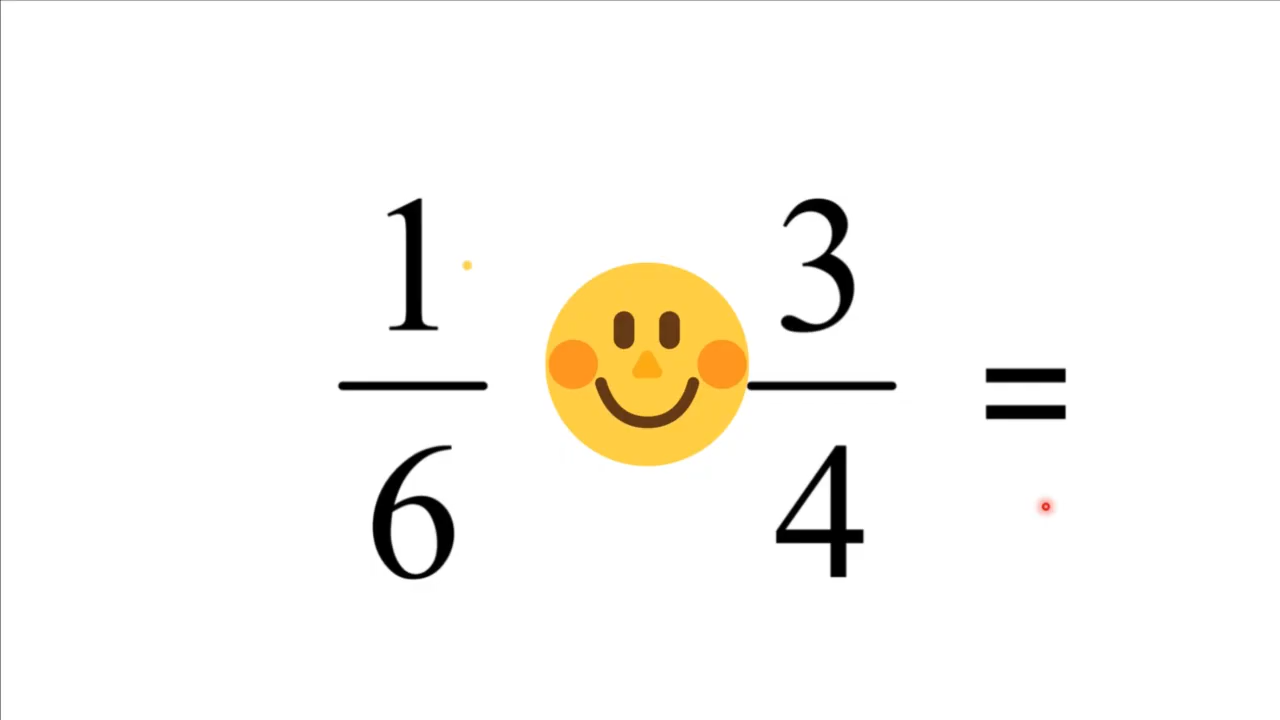 1/6 3/4 =